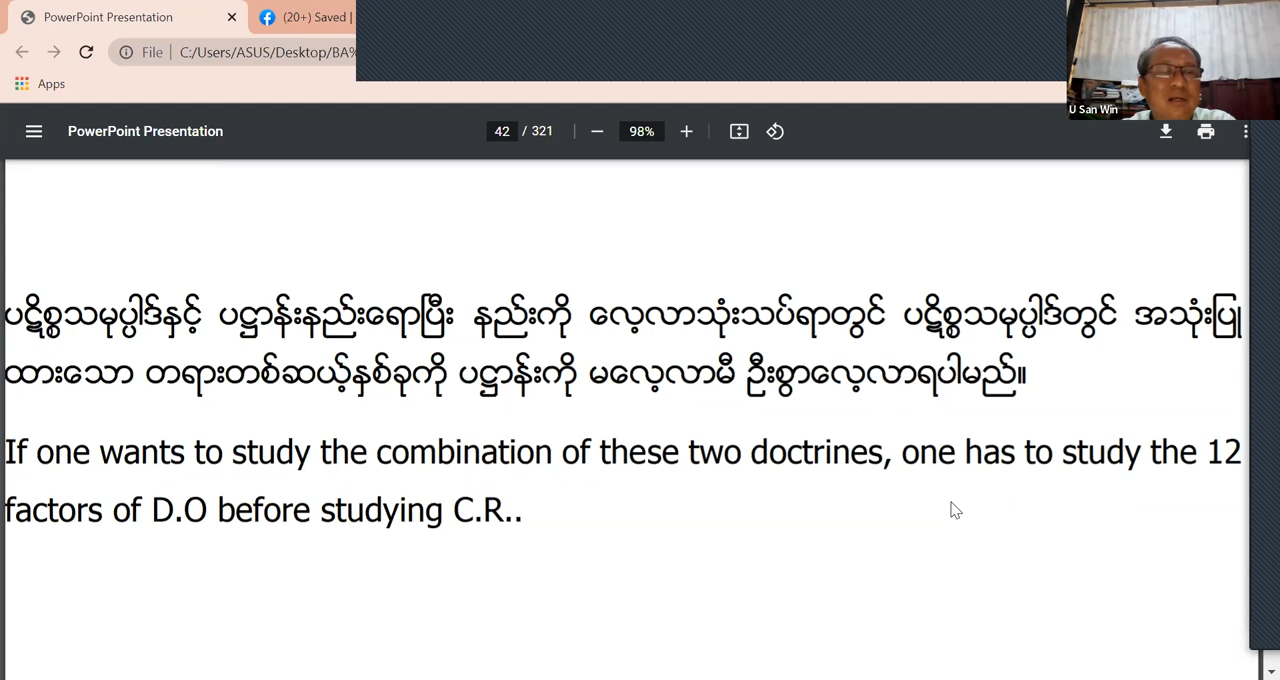 PowerPoint Presentation
(20+) Saved |
File | C:/Users/ASUS/Desktop/BA%
Apps
U San Win
PowerPoint Presentation
42 / 321
98%
ပဋိစ္စသမုပ္ပါဒ်နှင့် ပဋ္ဌာန်းနည်းရောပြီး နည်းကို လေ့လာသုံးသပ်ရာတွင် ပဋိစ္စသမုပ္ပါဒ်တွင် အသုံးပြု
ထားသော တရားတစ်ဆယ့်နှစ်ခုကို ပဋ္ဌာန်းကို မလေ့လာမီ ဦးစွာလေ့လာရပါမည်။
If one wants to study the combination of these two doctrines, one has to study the 12
factors of D.O before studying C.R..